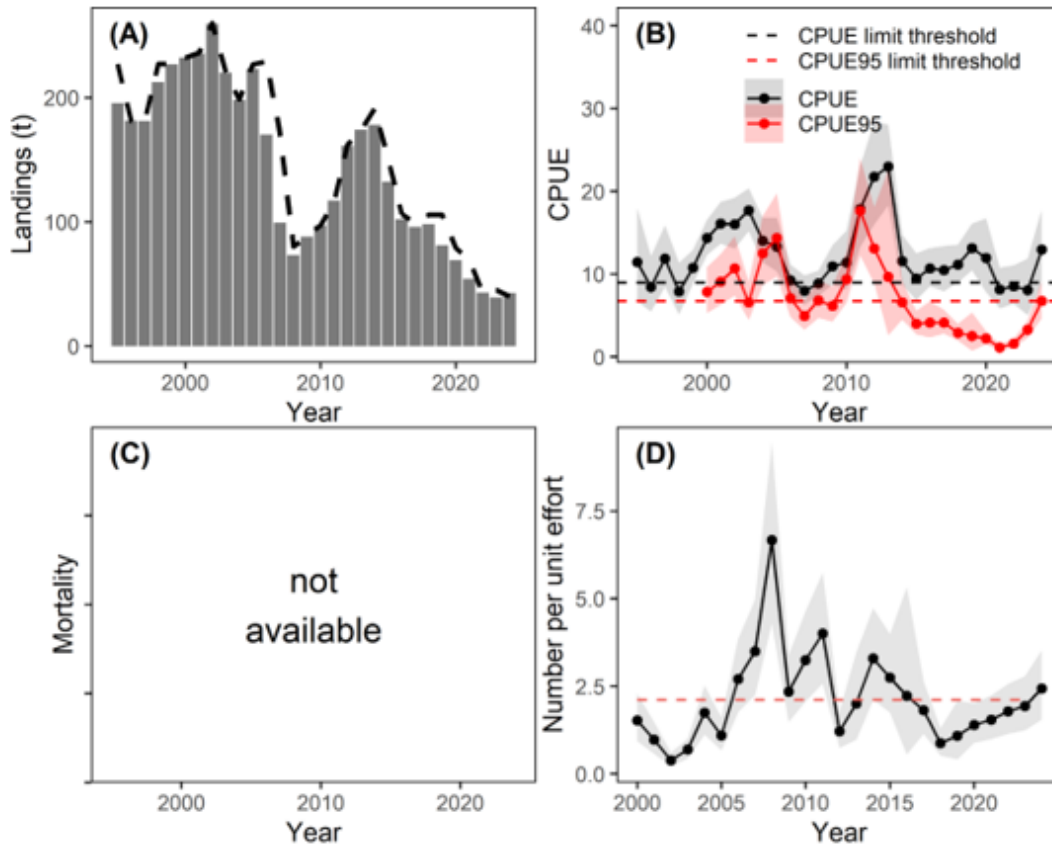 (A)
Landings (t)
200
100
0
2000
2010
2020
Year
(B)
CPUE limit threshold
CPUE95 limit threshold
CPUE
CPUE95
CPUE
40
30
20
10
0
2000
2010
2020
Year
(C)
Mortality
not
available
2000
2010
2020
Year
(D)
Number per unit effort
7.5
5.0
2.5
0.0
2000
2005
2010
2015
2020
Year